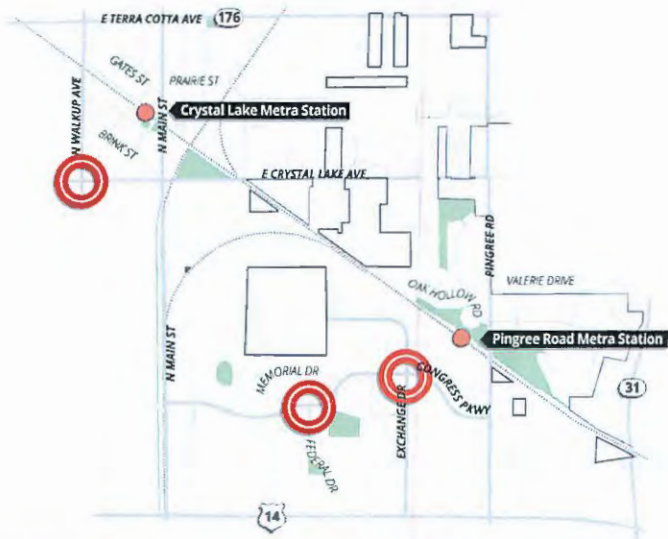 E TERRA COTTA AVE
176
GATES ST
PRAIRIE ST
N WALKUP AVE
N MAIN ST
Crystal Lake Metra Station
BRINK ST
E CRYSTAL LAKE AVE
PINGREE RD
VALERIE DRIVE
OAK HOLLOW RD
Pingree Road Metra Station
N MAIN ST
MEMORIAL DR
CONGRESS PKWY
EXCHANGE DR
31
FEDERAL DR
14